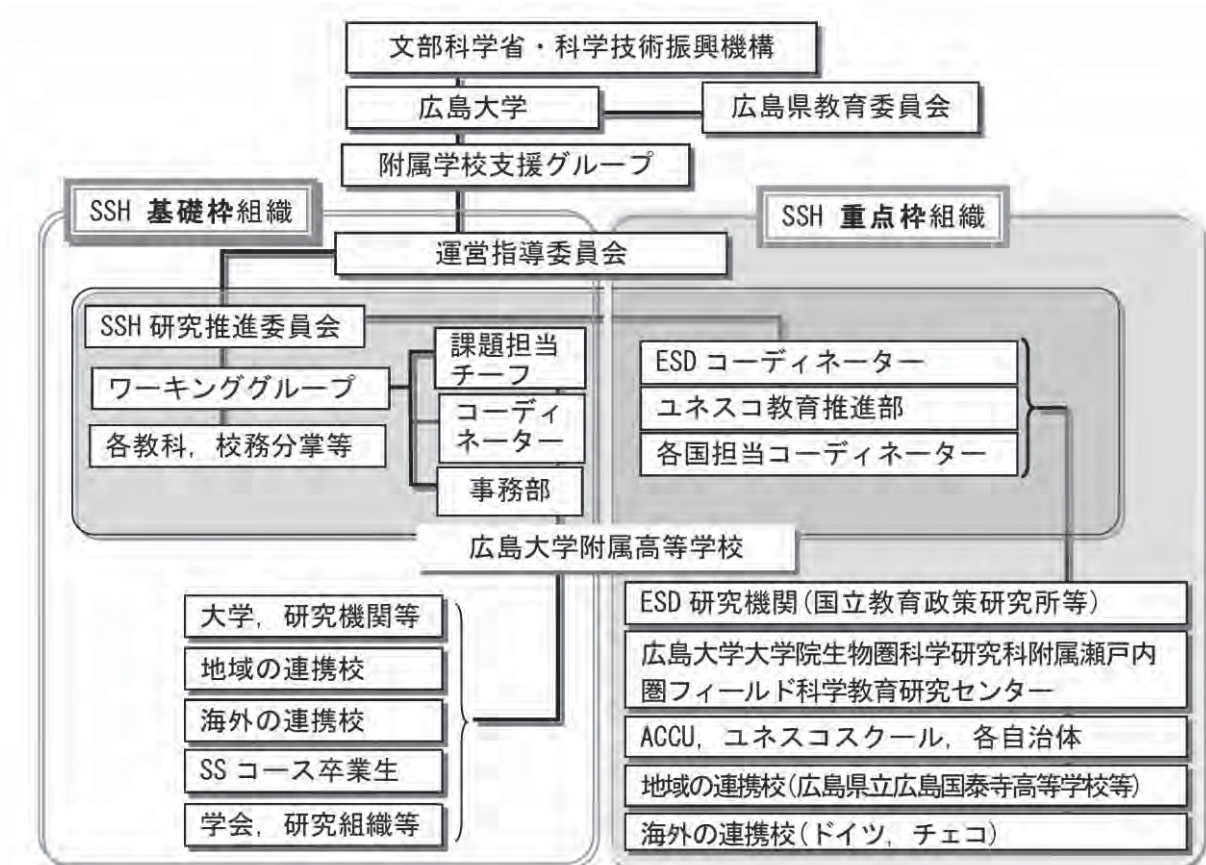 文部科学省・科学技術振興機構
広島大学
広島県教育委員会
附属学校支援グループ
SSH 基礎枠組織
SSH 重点枠組織
運営指導委員会
SSH 研究推進委員会
ワーキンググループ
各教科，校務分掌等
課題担当
チーフ
コーディ
ネーター
事務部
ESD コーディネーター
ユネスコ教育推進部
各国担当コーディネーター
広島大学附属高等学校
大学，研究機関等
地域の連携校
海外の連携校
SS コース卒業生
学会，研究組織等
ESD 研究機関(国立教育政策研究所等)
広島大学大学院生物圏科学研究科附属瀬戸内
圏フィールド科学教育研究センター
ACCU，ユネスコスクール，各自治体
地域の連携校(広島県立広島国泰寺高等学校等)
海外の連携校(ドイツ，チェコ)